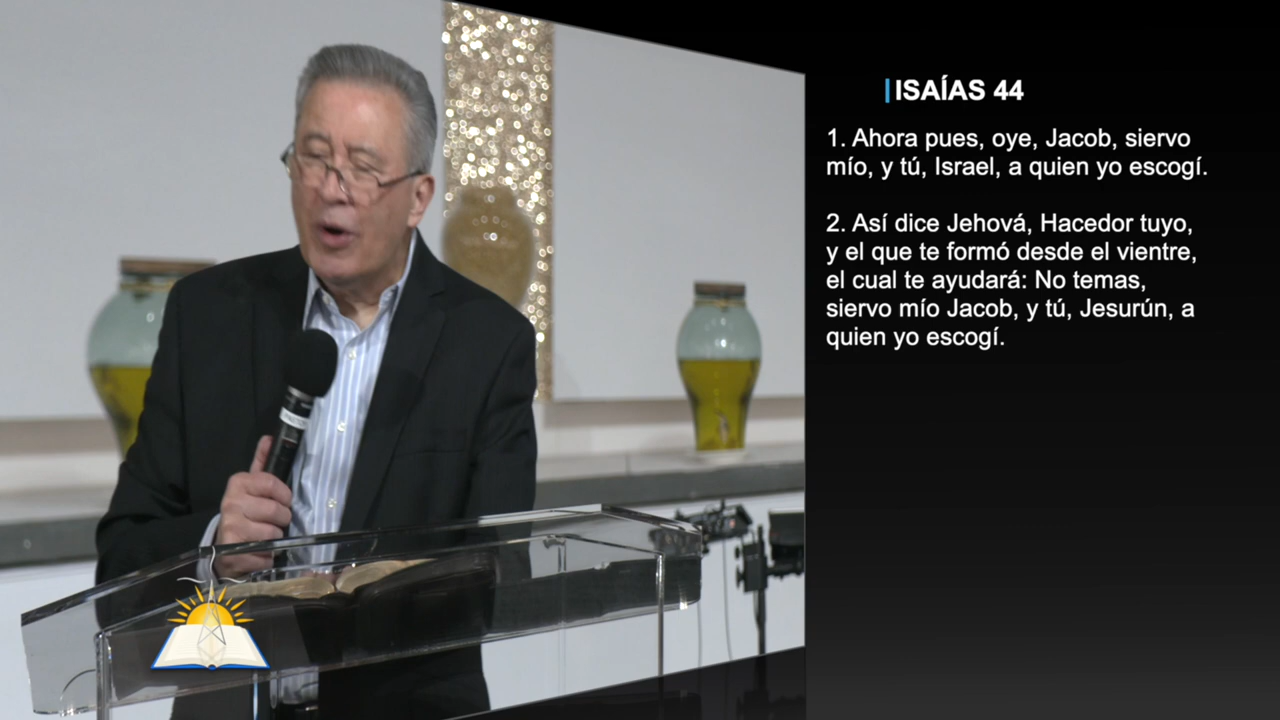 ISAÍAS 44
1. Ahora pues, oye, Jacob, siervo
mío, y tú, Israel, a quien yo escogí.
2. Así dice Jehová, Hacedor tuyo,
y el que te formó desde el vientre,
el cual te ayudará: No temas,
siervo mío Jacob, y tú, Jesurún, a
quien yo escogí.